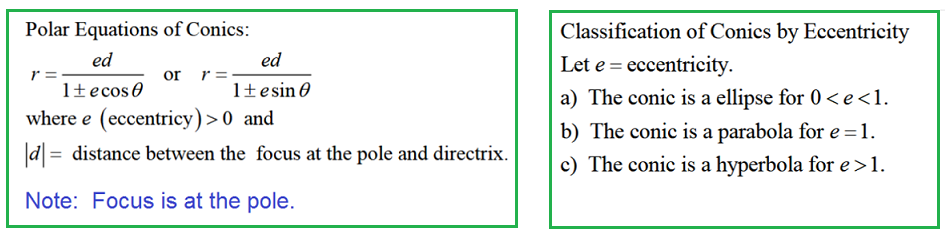 Polar Equations of Conics:
r = ed / 1 ± e cos θ or r = ed / 1 ± e sin θ
where e (eccentricy) > 0 and
|d| = distance between the focus at the pole and directrix.
Note: Focus is at the pole.
Classification of Conics by Eccentricity
Let e = eccentricity.
a) The conic is a ellipse for 0 < e < 1.
b) The conic is a parabola for e = 1.
c) The conic is a hyperbola for e > 1.